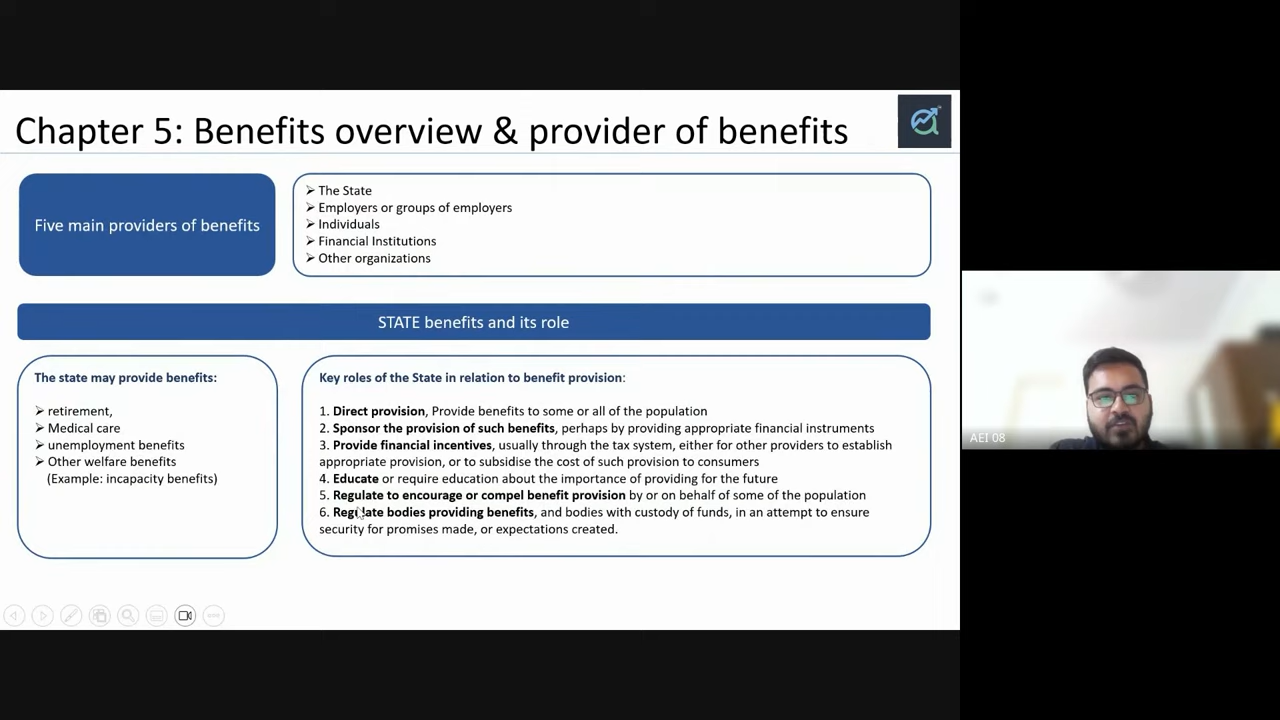 Chapter 5: Benefits overview & provider of benefits
Five main providers of benefits
➢ The State
➢ Employers or groups of employers
➢ Individuals
➢ Financial Institutions
➢ Other organizations
STATE benefits and its role
The state may provide benefits:
➢ retirement,
➢ Medical care
➢ unemployment benefits
➢ Other welfare benefits
(Example: incapacity benefits)
Key roles of the State in relation to benefit provision:
1. Direct provision, Provide benefits to some or all of the population
2. Sponsor the provision of such benefits, perhaps by providing appropriate financial instruments
3. Provide financial incentives, usually through the tax system, either for other providers to establish
appropriate provision, or to subsidise the cost of such provision to consumers
4. Educate or require education about the importance of providing for the future
5. Regulate to encourage or compel benefit provision by or on behalf of some of the population
6. Regulate bodies providing benefits, and bodies with custody of funds, in an attempt to ensure
security for promises made, or expectations created.
AEI 08